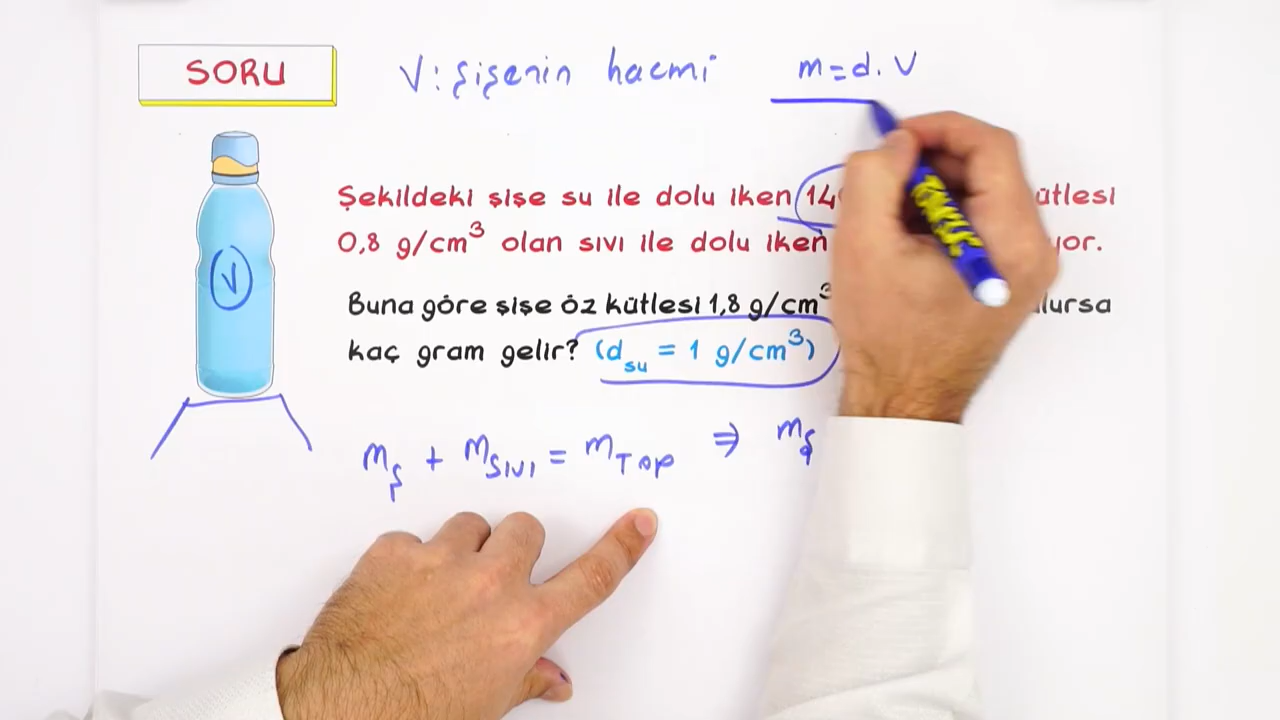 SORU
V: şişenin hacmi m=d.V
Şekildeki şişe su ile dolu iken
0,8 g/cm³ olan sıvı ile dolu iken
Buna göre şişe öz kütlesi 1,8 g/cm³
kaç gram gelir? (d_su = 1 g/cm³)
V
m_ş + m_sıvı = m_Top ⇒ m_ş